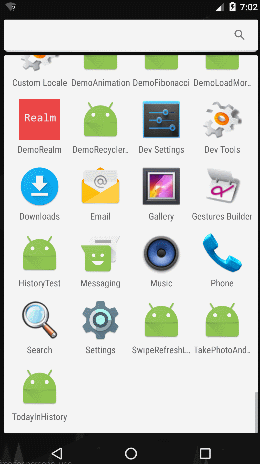 7:02
Custom Locale DemoAnimation DemoFibonacci DemoLoadMor..
Realm
DemoRealm DemoRecycler.. Dev Settings Dev Tools
Downloads Email Gallery Gestures Builder
HistoryTest Messaging Music Phone
Search Settings SwipeRefreshL.. TakePhotoAnd..
TodayInHistory